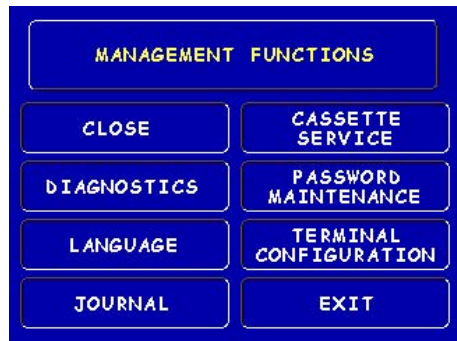 MANAGEMENT FUNCTIONS
CLOSE
CASSETTE
SERVICE
DIAGNOSTICS
PASSWORD
MAINTENANCE
LANGUAGE
TERMINAL
CONFIGURATION
JOURNAL
EXIT